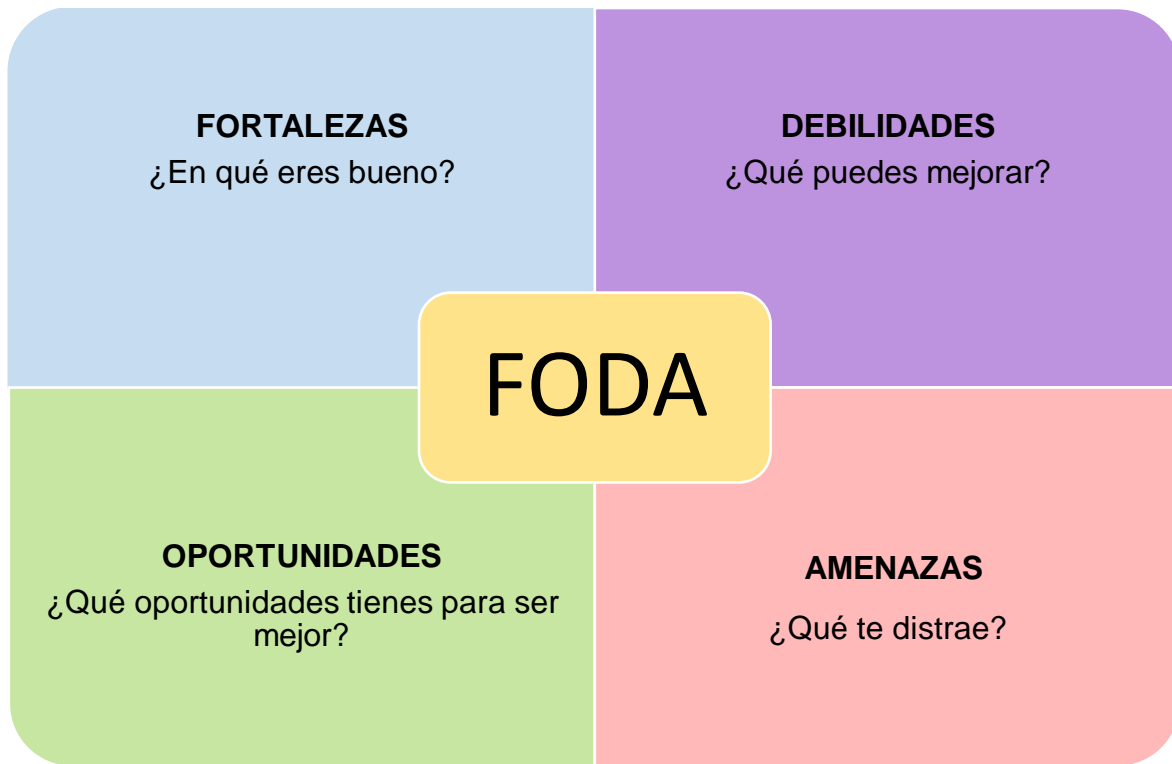 FORTALEZAS
¿En qué eres bueno?
DEBILIDADES
¿Qué puedes mejorar?
FODA
OPORTUNIDADES
¿Qué oportunidades tienes para ser
mejor?
AMENAZAS
¿Qué te distrae?